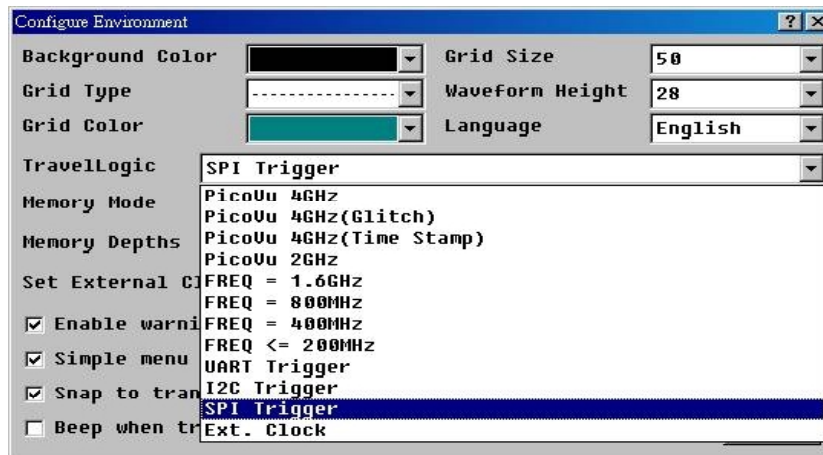 Configure Environment
Background Color
Grid Size
50
Grid Type
Waveform Height
28
Grid Color
Language
English
TravelLogic
SPI Trigger
Memory Mode
PicoVu 4GHz
PicoVu 4GHz(Glitch)
Memory Depths
PicoVu 4GHz(Time Stamp)
PicoVu 2GHz
Set External Cl
FREQ = 1.6GHz
FREQ = 800MHz
Enable warni
FREQ = 400MHz
FREQ <= 200MHz
Simple menu
UART Trigger
Snap to tran
I2C Trigger
SPI Trigger
Beep when tr
Ext. Clock